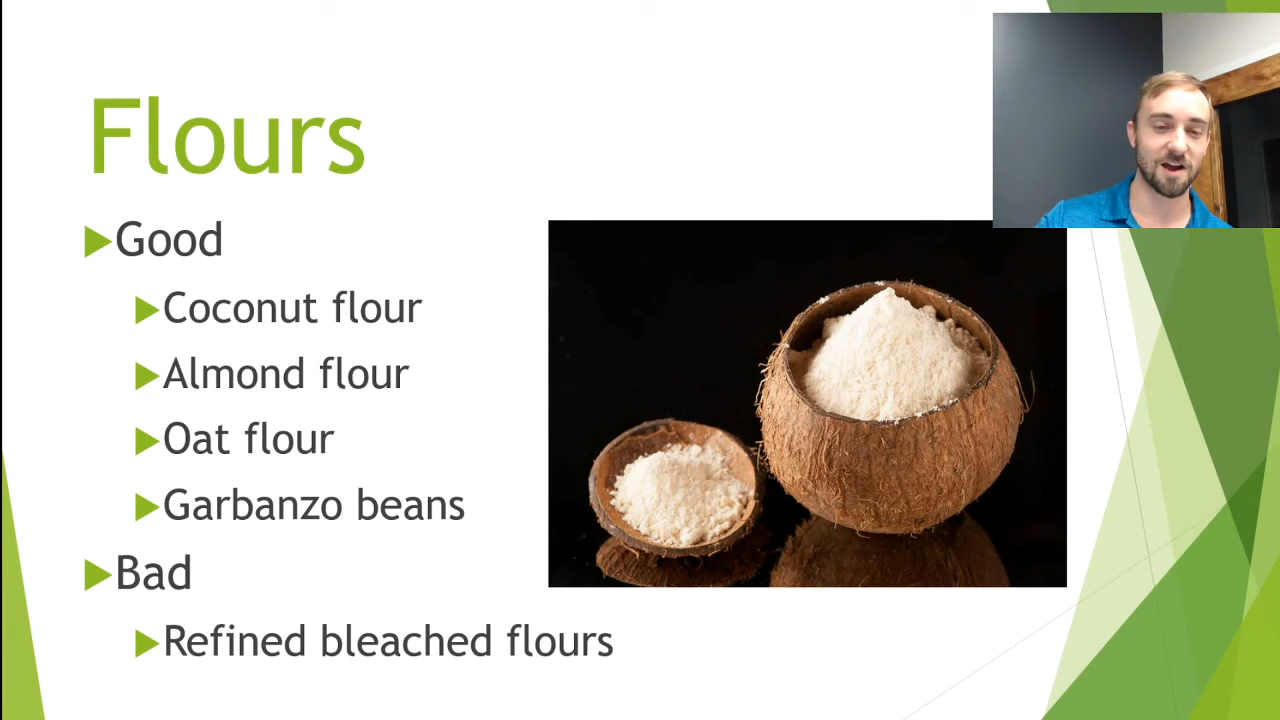 Flours
Good
Coconut flour
Almond flour
Oat flour
Garbanzo beans
Bad
Refined bleached flours